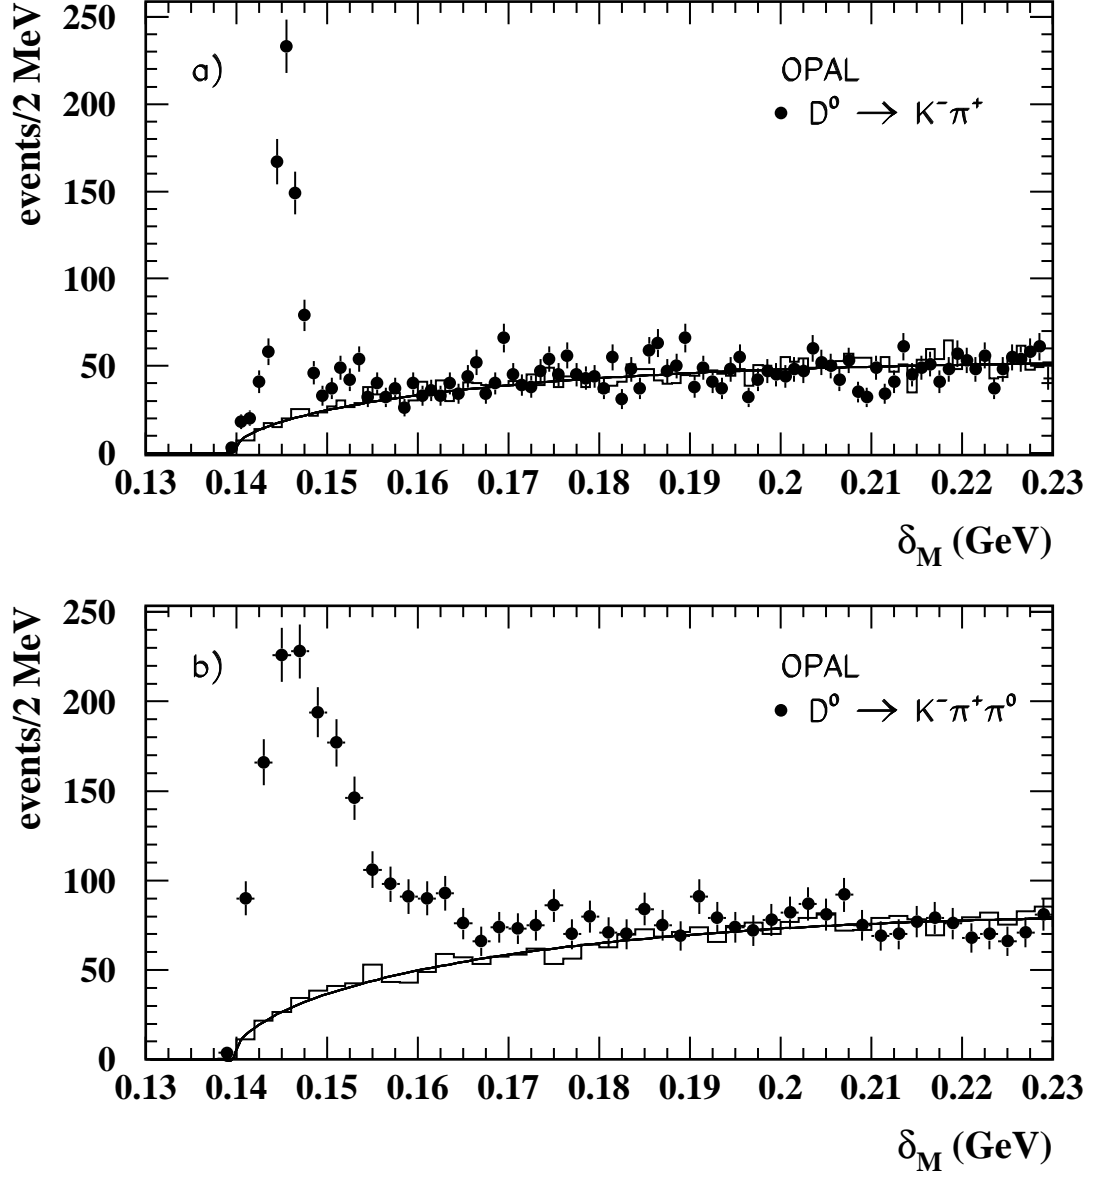 events/2 MeV
250
200
150
100
50
0
a)
OPAL
● D⁰ → K⁻π⁺
0.13 0.14 0.15 0.16 0.17 0.18 0.19 0.2 0.21 0.22 0.23
δ_M (GeV)
events/2 MeV
250
200
150
100
50
0
b)
OPAL
● D⁰ → K⁻π⁺π⁰
0.13 0.14 0.15 0.16 0.17 0.18 0.19 0.2 0.21 0.22 0.23
δ_M (GeV)